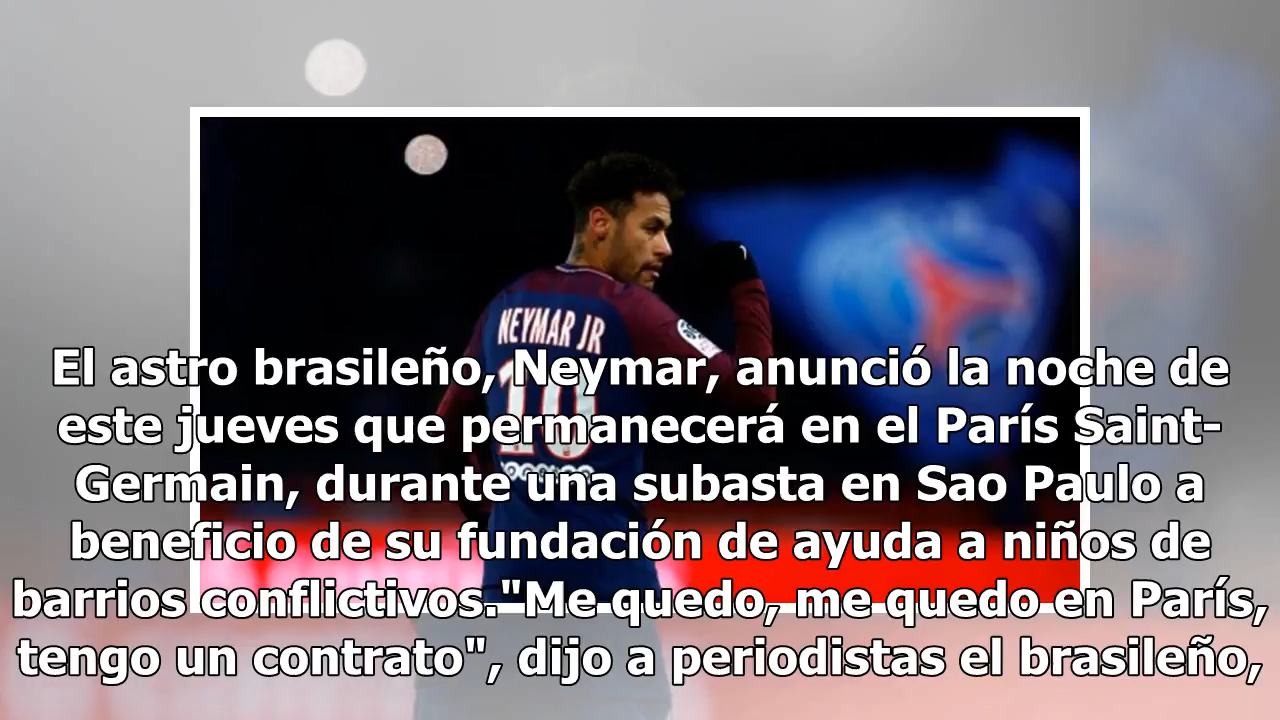 NEYMAR JR
10
El astro brasileño, Neymar, anunció la noche de
este jueves que permanecerá en el París Saint-
Germain, durante una subasta en Sao Paulo a
beneficio de su fundación de ayuda a niños de
barrios conflictivos."Me quedo, me quedo en París,
tengo un contrato", dijo a periodistas el brasileño,